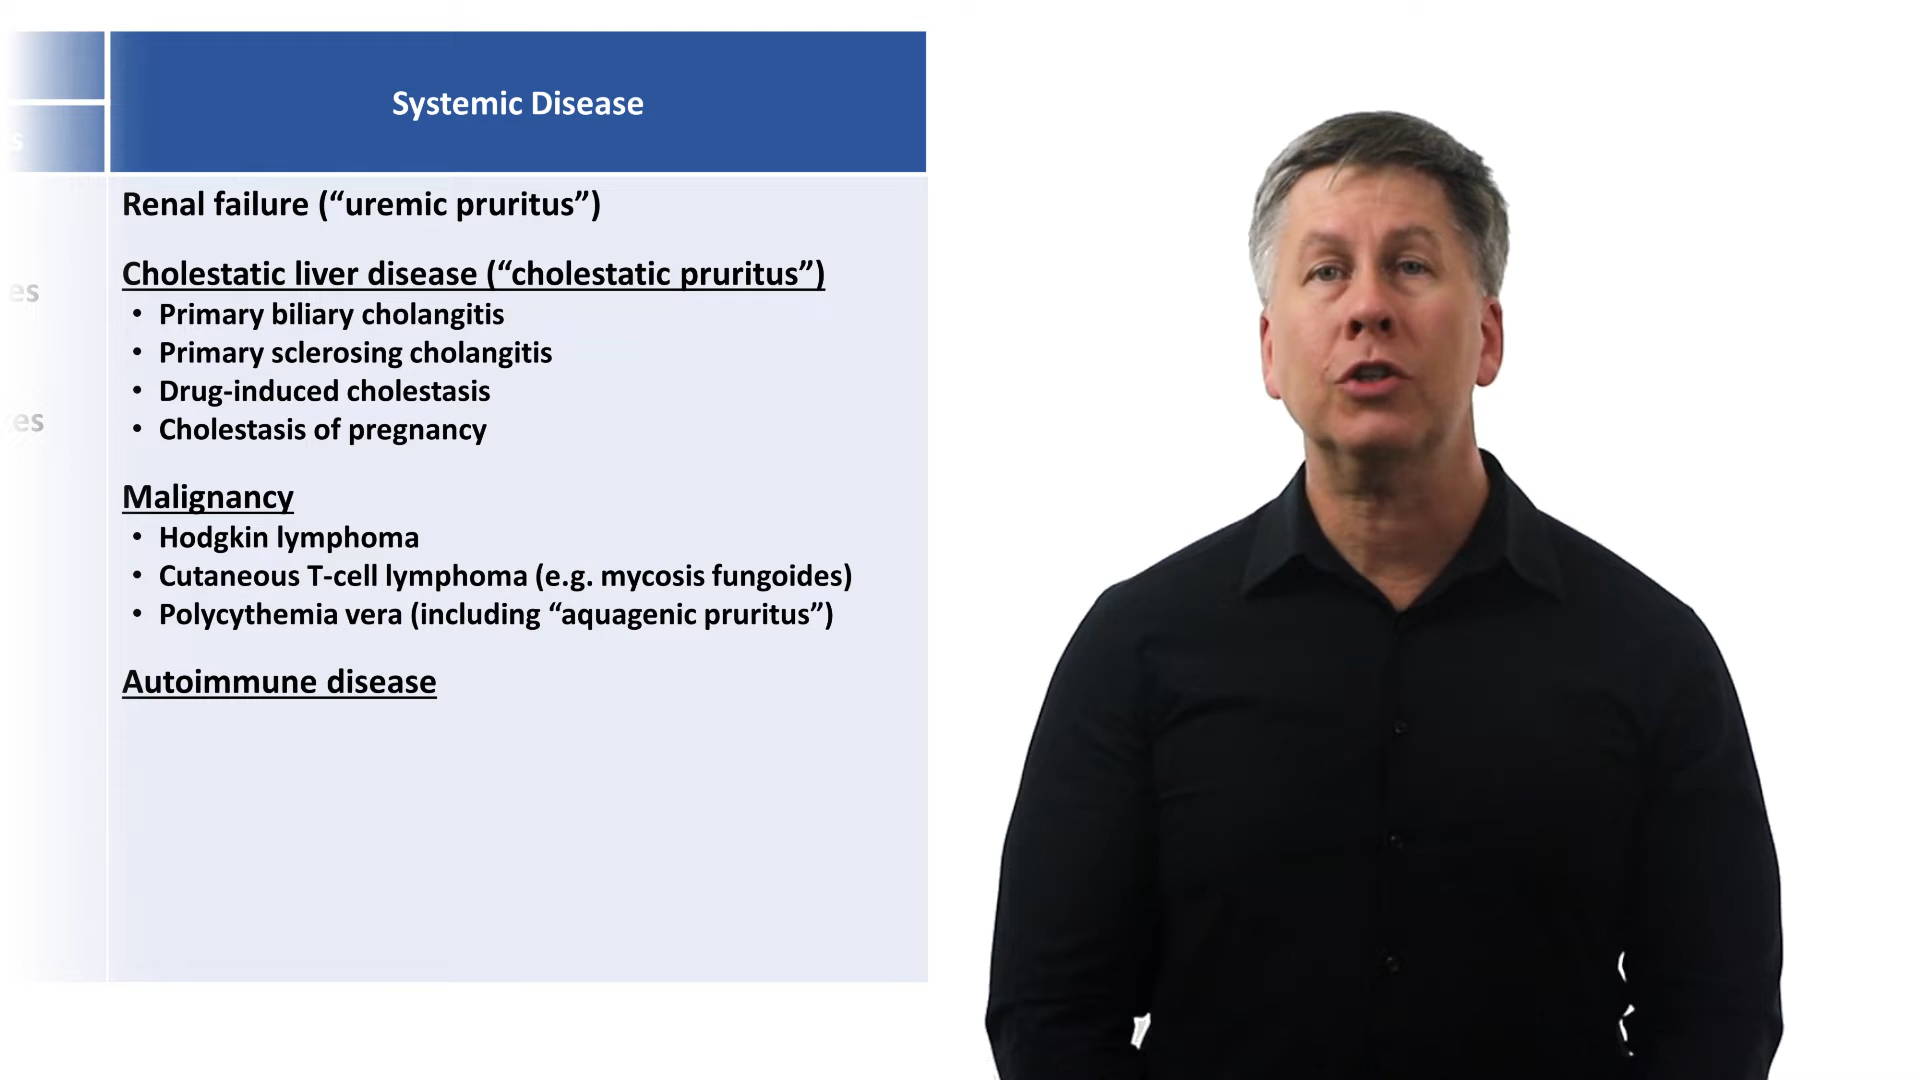 Systemic Disease
Renal failure (“uremic pruritus”)
Cholestatic liver disease (“cholestatic pruritus”)
• Primary biliary cholangitis
• Primary sclerosing cholangitis
• Drug-induced cholestasis
• Cholestasis of pregnancy
Malignancy
• Hodgkin lymphoma
• Cutaneous T-cell lymphoma (e.g. mycosis fungoides)
• Polycythemia vera (including “aquagenic pruritus”)
Autoimmune disease